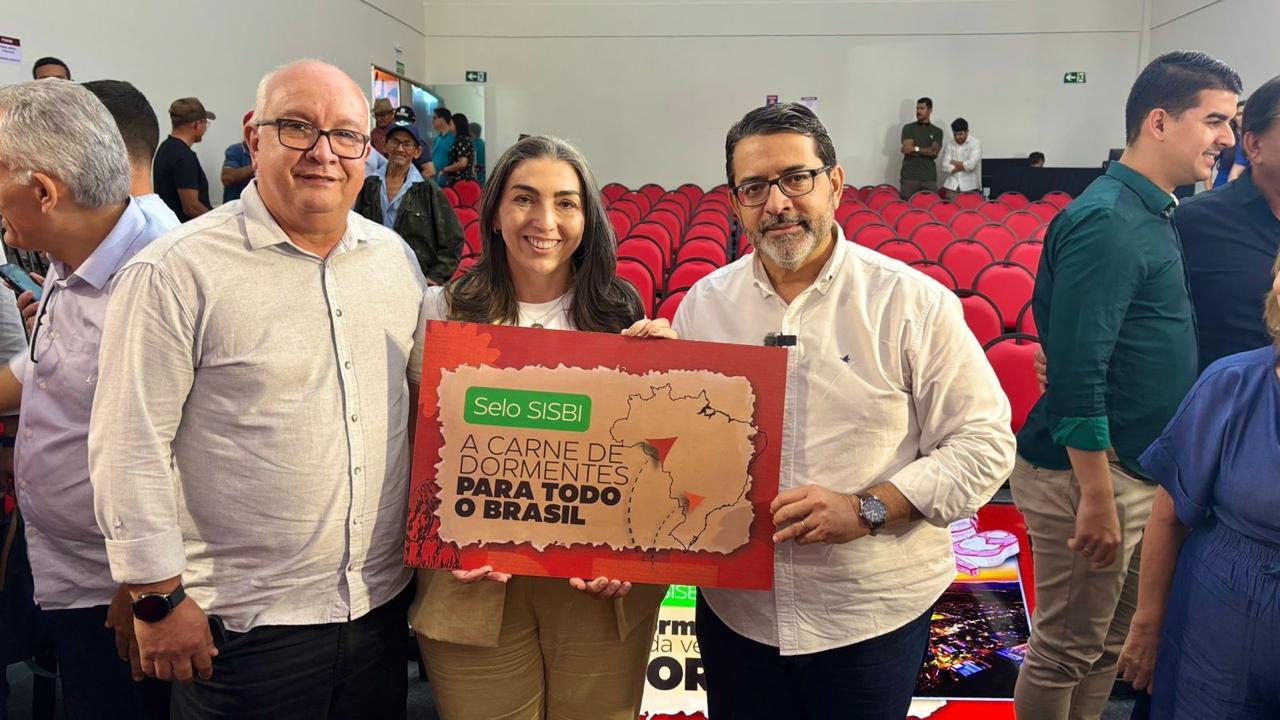 Selo SISBI
A CARNE DE
DORMENTES
PARA TODO
O BRASIL